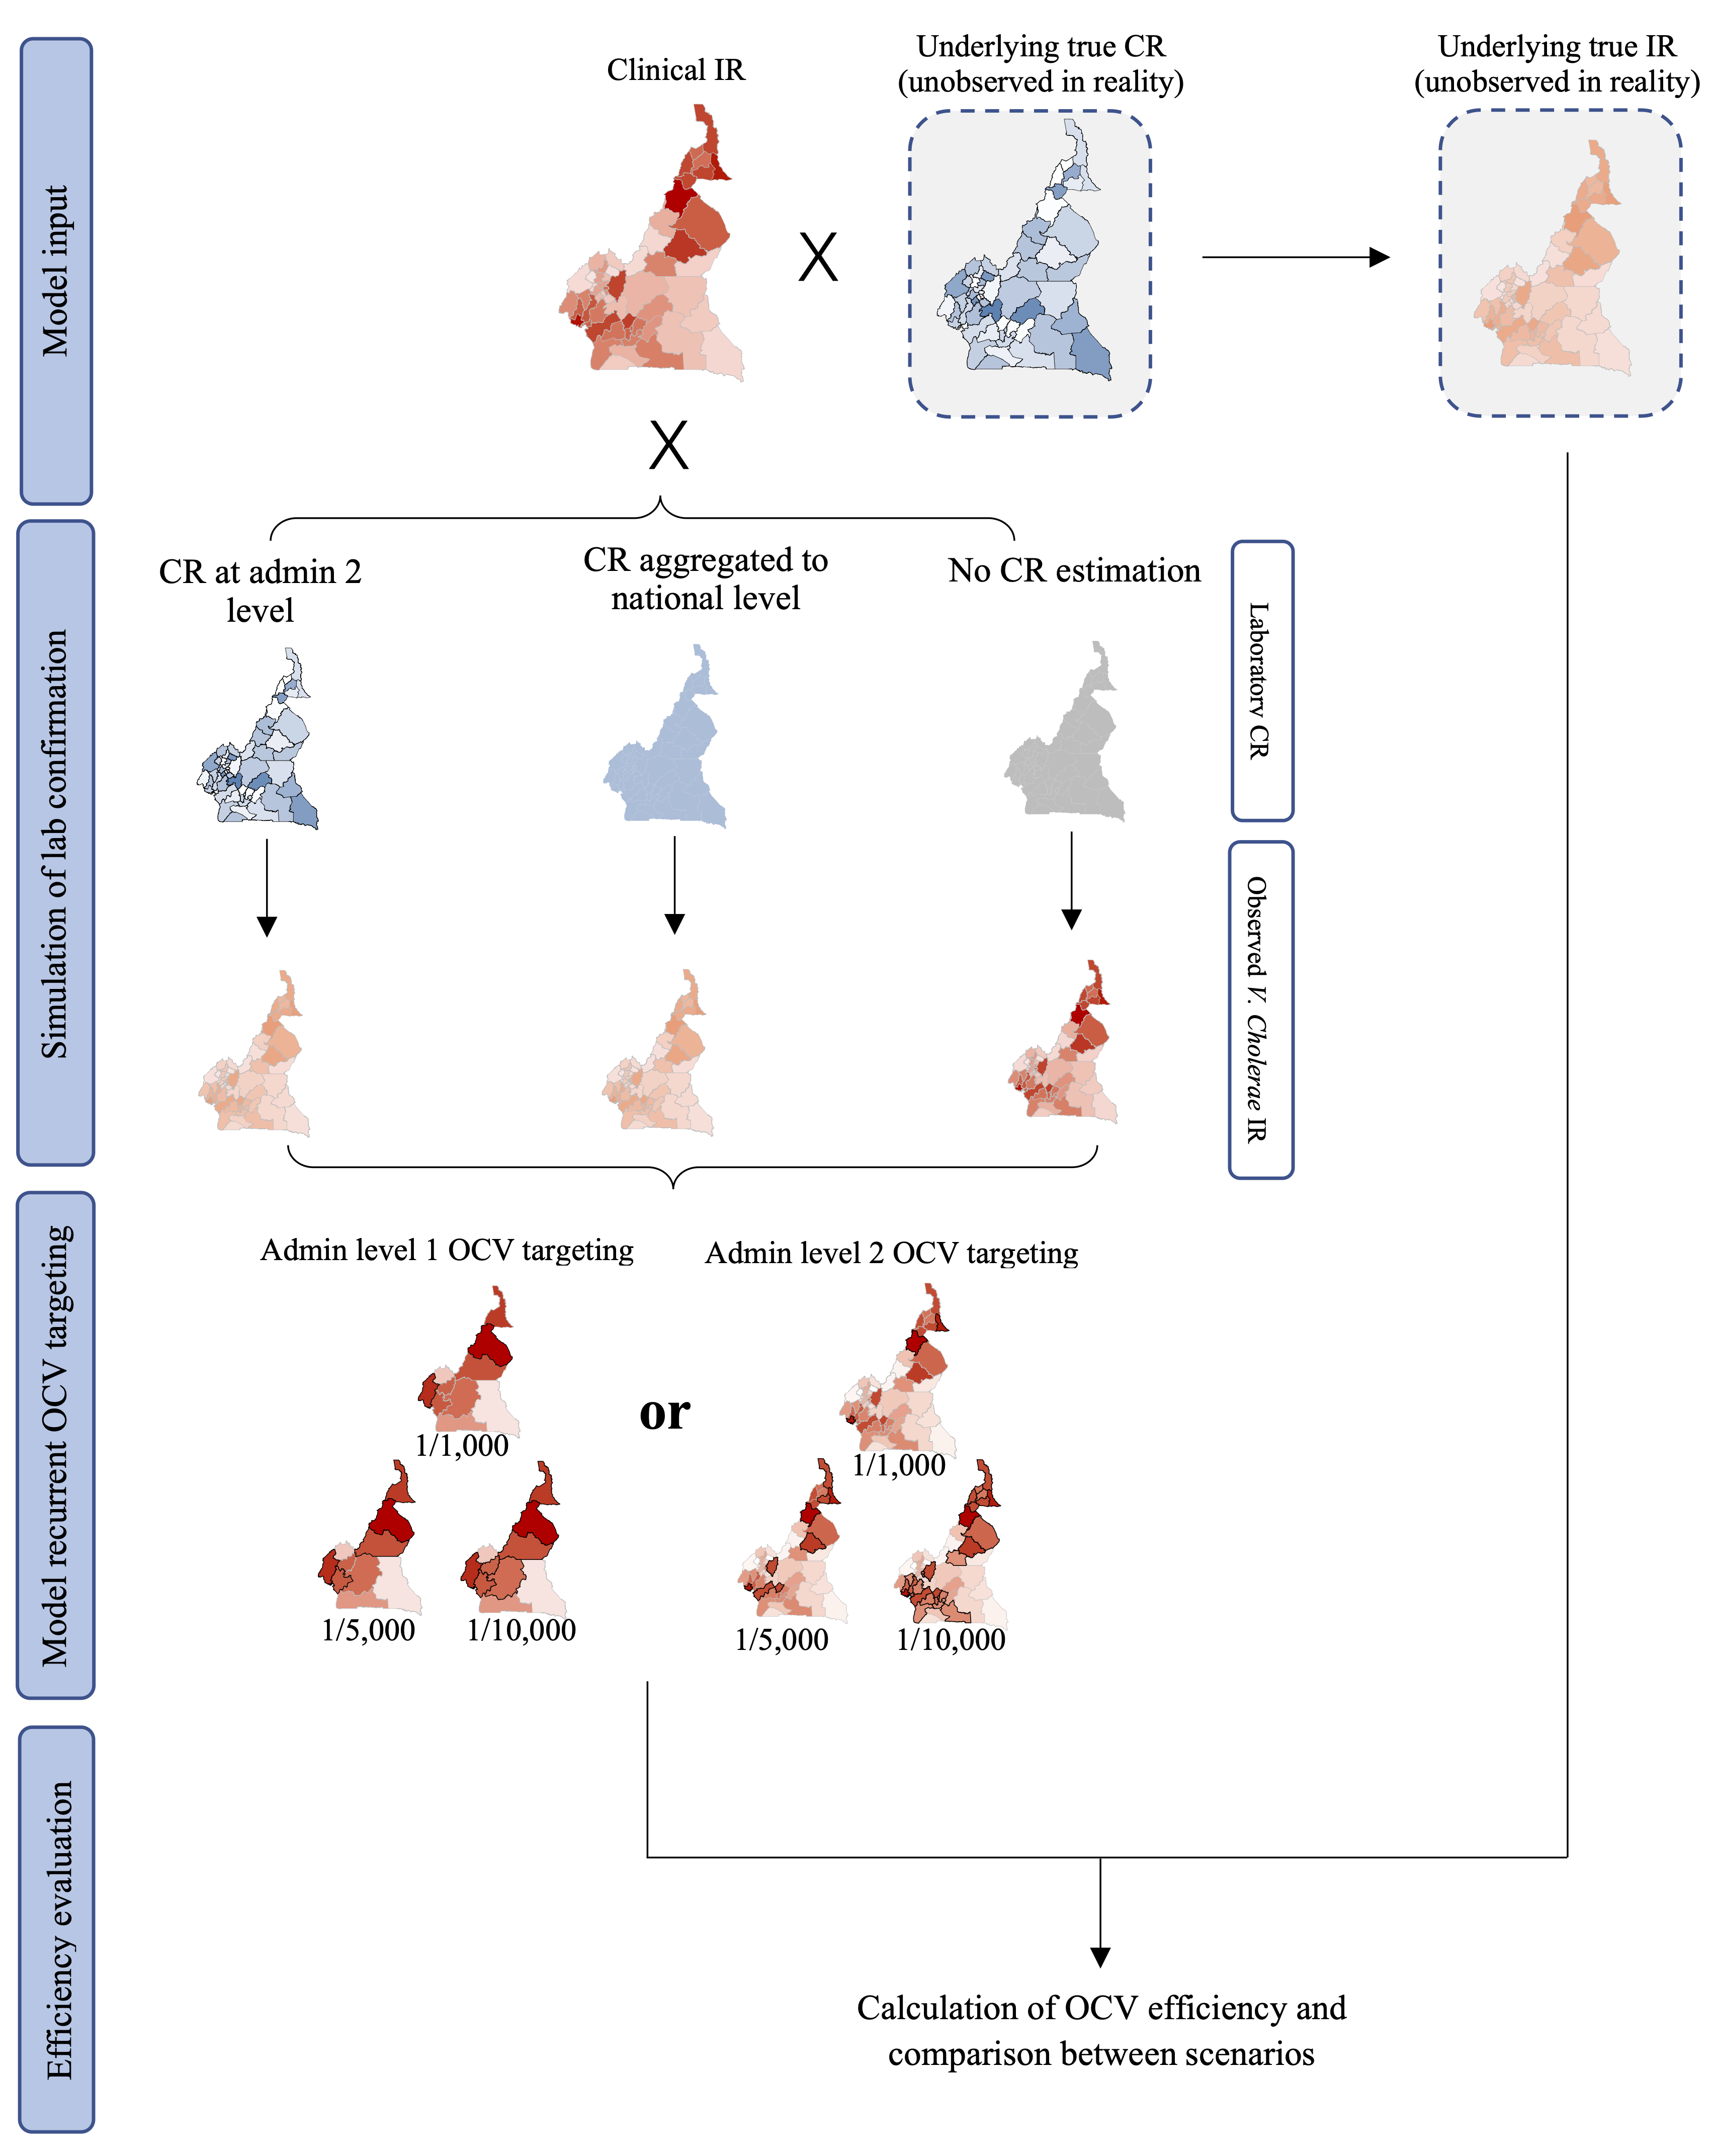 Model input
Clinical IR
Underlying true CR
(unobserved in reality)
Underlying true IR
(unobserved in reality)
X
X
Simulation of lab confirmation
CR at admin 2
level
CR aggregated to
national level
No CR estimation
Laboratory CR
Observed V. Cholerae IR
Model recurrent OCV targeting
Admin level 1 OCV targeting
1/1,000
1/5,000
1/10,000
or
Admin level 2 OCV targeting
1/1,000
1/5,000
1/10,000
Efficiency evaluation
Calculation of OCV efficiency and
comparison between scenarios